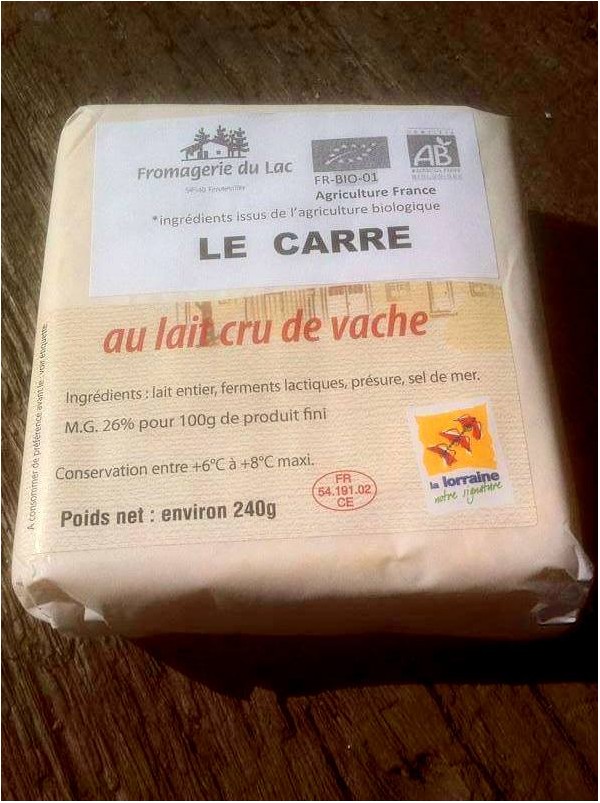 Fromagerie du Lac
FR-BIO-01
Agriculture France
AB
*ingrédients issus de l'agriculture biologique
LE CARRE
au lait cru de vache
Ingrédients : lait entier, ferments lactiques, présure, sel de mer.
M.G. 26% pour 100g de produit fini
Conservation entre +6°C à +8°C maxi.
Poids net : environ 240g
FR
54.191.02
CE
la lorraine
notre signature
A consommer de préférence avant le : voir étiquette